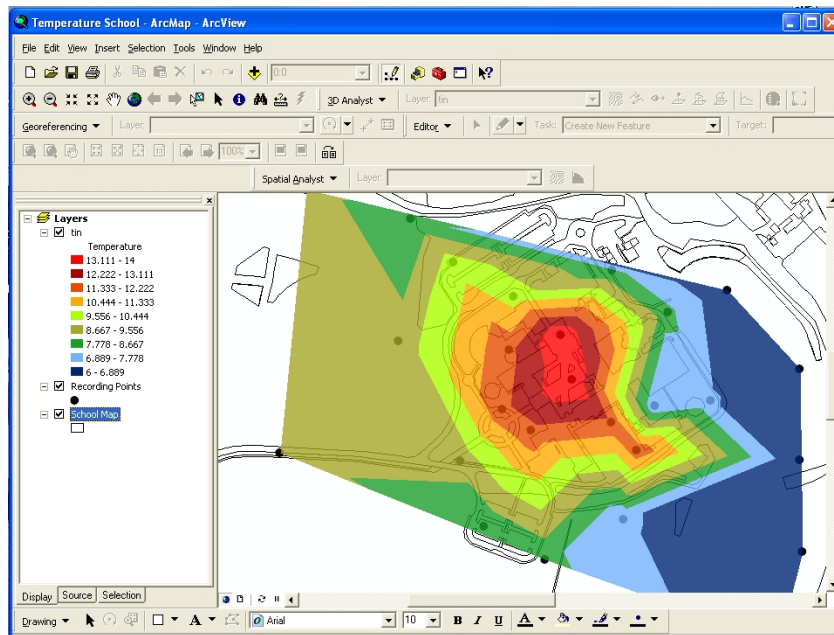 Temperature School - ArcMap - ArcView
File Edit View Insert Selection Tools Window Help
0:0
3D Analyst Layer: tin
Georeferencing Layer: Editor Task: Create New Feature Target:
100%
Spatial Analyst Layer:
Layers
tin
Temperature
13.111 - 14
12.222 - 13.111
11.333 - 12.222
10.444 - 11.333
9.556 - 10.444
8.667 - 9.556
7.778 - 8.667
6.889 - 7.778
6 - 6.889
Recording Points
School Map
Display Source Selection
Drawing A Arial 10 B I U A